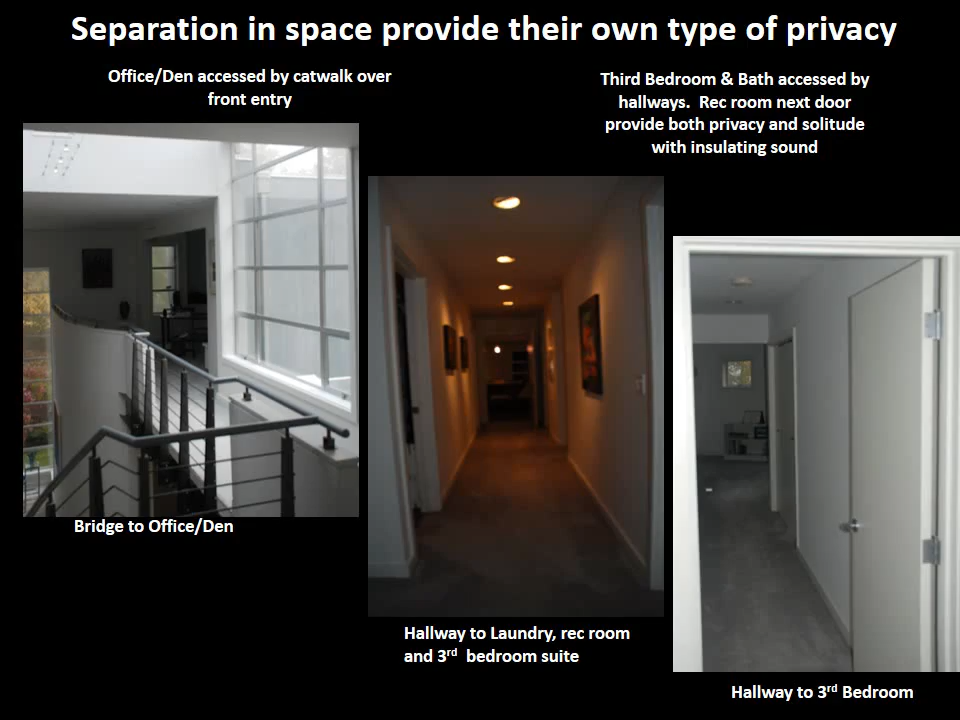 Separation in space provide their own type of privacy
Office/Den accessed by catwalk over
front entry
Third Bedroom & Bath accessed by
hallways.  Rec room next door
provide both privacy and solitude
with insulating sound
Bridge to Office/Den
Hallway to Laundry, rec room
and 3rd  bedroom suite
Hallway to 3rd Bedroom